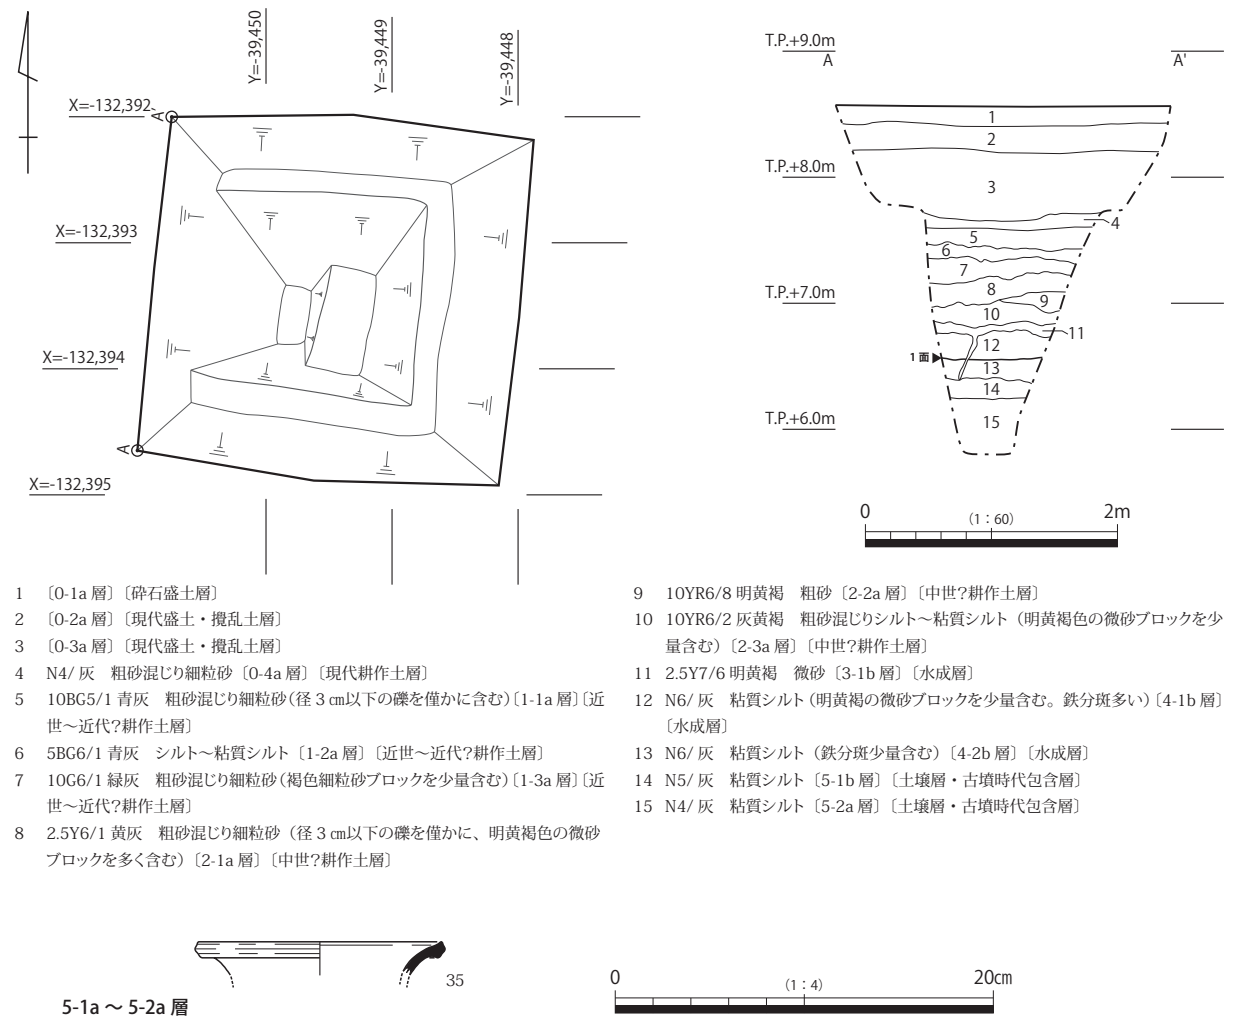 Y=-39,450
Y=-39,449
Y=-39,448
X=-132,392
A'
X=-132,393
X=-132,394
A
X=-132,395
T.P.+9.0m
A
A'
T.P.+8.0m
T.P.+7.0m
T.P.+6.0m
1
2
3
4
5
6
7
8
9
10
11
12
1面
13
14
15
0
(1：60)
2m
1 〔0-1a 層〕〔砕石盛土層〕
2 〔0-2a 層〕〔現代盛土・攪乱土層〕
3 〔0-3a 層〕〔現代盛土・攪乱土層〕
4 N4/ 灰　粗砂混じり細粒砂〔0-4a 層〕〔現代耕作土層〕
5 10BG5/1 青灰　粗砂混じり細粒砂（径 3 ㎝以下の礫を僅かに含む）〔1-1a 層〕〔近
世～近代?耕作土層〕
6 5BG6/1 青灰　シルト～粘質シルト〔1-2a 層〕〔近世～近代?耕作土層〕
7 10G6/1 緑灰　粗砂混じり細粒砂（褐色細粒砂ブロックを少量含む）〔1-3a 層〕〔近
世～近代?耕作土層〕
8 2.5Y6/1 黄灰　粗砂混じり細粒砂（径 3 ㎝以下の礫を僅かに、明黄褐色の微砂
ブロックを多く含む）〔2-1a 層〕〔中世?耕作土層〕
9 10YR6/8 明黄褐　粗砂〔2-2a 層〕〔中世?耕作土層〕
10 10YR6/2 灰黄褐　粗砂混じりシルト～粘質シルト（明黄褐色の微砂ブロックを少
量含む）〔2-3a 層〕〔中世?耕作土層〕
11 2.5Y7/6 明黄褐　微砂〔3-1b 層〕〔水成層〕
12 N6/ 灰　粘質シルト（明黄褐の微砂ブロックを少量含む。鉄分斑多い）〔4-1b 層〕
〔水成層〕
13 N6/ 灰　粘質シルト（鉄分斑少量含む）〔4-2b 層〕〔水成層〕
14 N5/ 灰　粘質シルト〔5-1b 層〕〔土壌層・古墳時代包含層〕
15 N4/ 灰　粘質シルト〔5-2a 層〕〔土壌層・古墳時代包含層〕
35
5-1a ～ 5-2a 層
0
(1：4)
20㎝